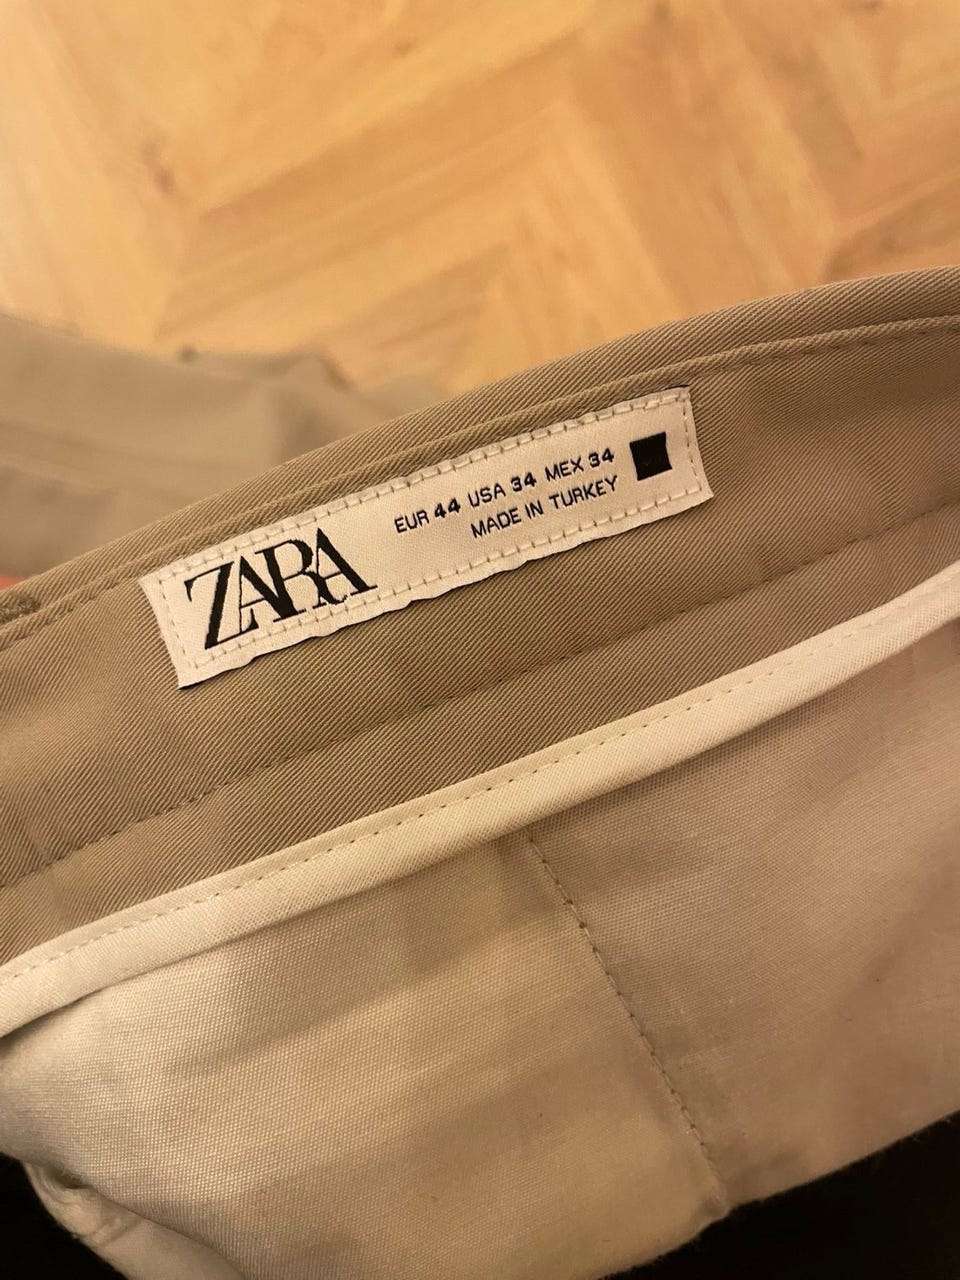 ZARA
EUR 44 USA 34 MEX 34
MADE IN TURKEY